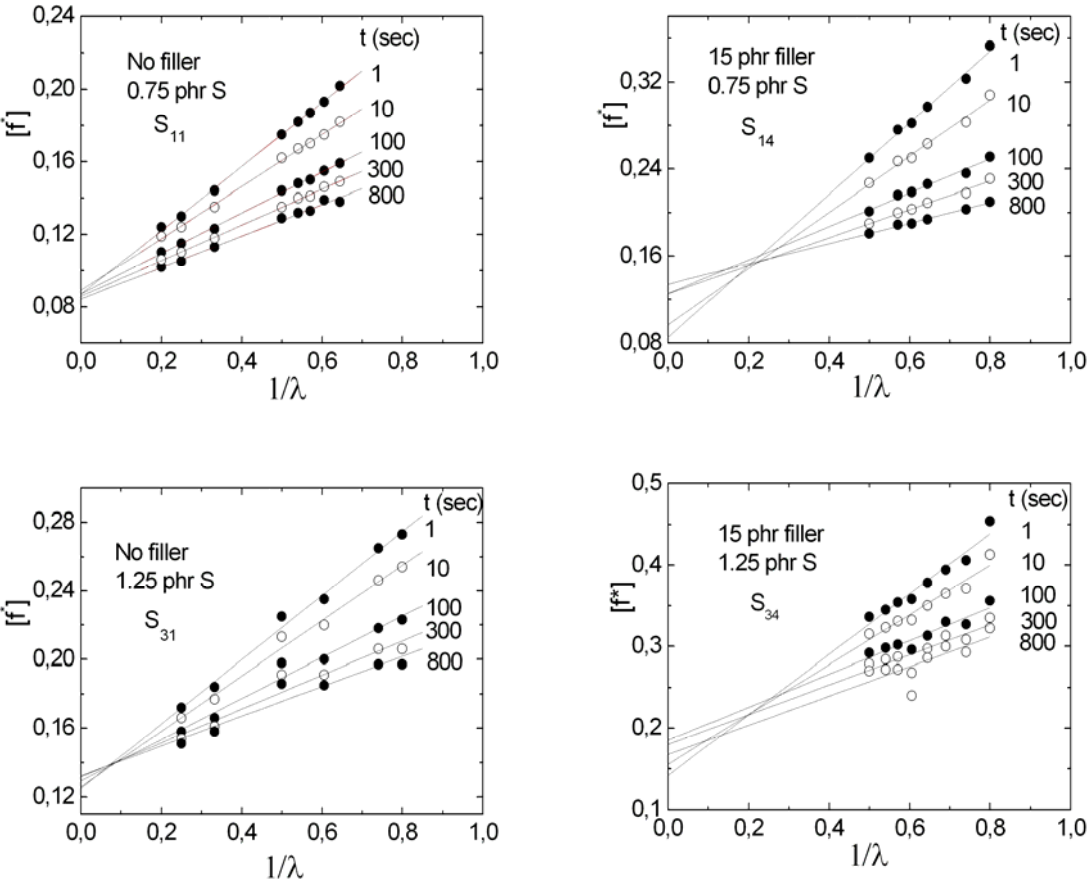 0,24
0,20
0,16
0,12
0,08
[f*]
No filler
0.75 phr S
S11
t (sec)
1
10
100
300
800
0,0 0,2 0,4 0,6 0,8 1,0
1/λ
0,32
0,24
0,16
0,08
[f*]
15 phr filler
0.75 phr S
S14
t (sec)
1
10
100
300
800
0,0 0,2 0,4 0,6 0,8 1,0
1/λ
0,28
0,24
0,20
0,16
0,12
[f*]
No filler
1.25 phr S
S31
t (sec)
1
10
100
300
800
0,0 0,2 0,4 0,6 0,8 1,0
1/λ
0,5
0,4
0,3
0,2
0,1
[f*]
15 phr filler
1.25 phr S
S34
t (sec)
1
10
100
300
800
0,0 0,2 0,4 0,6 0,8 1,0
1/λ